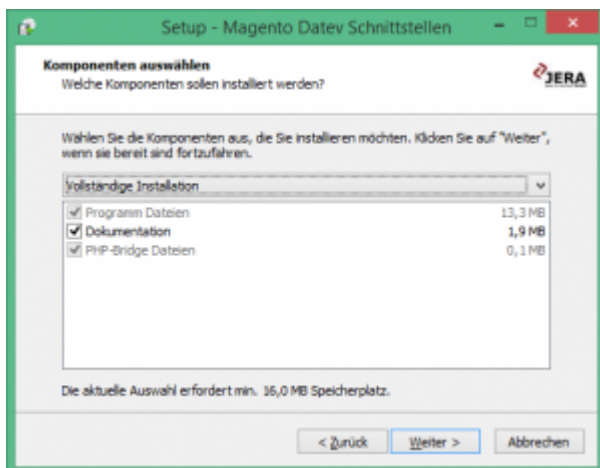 Setup - Magento Datev Schnittstellen
Komponenten auswählen
Welche Komponenten sollen installiert werden?
JERA
Wählen Sie die Komponenten aus, die Sie installieren möchten. Klicken Sie auf "Weiter",
wenn sie bereit sind fortzufahren.
Vollständige Installation
Programm Dateien 13,3 MB
Dokumentation 1,9 MB
PHP-Bridge Dateien 0,1 MB
Die aktuelle Auswahl erfordert min. 16,0 MB Speicherplatz.
< Zurück Weiter > Abbrechen